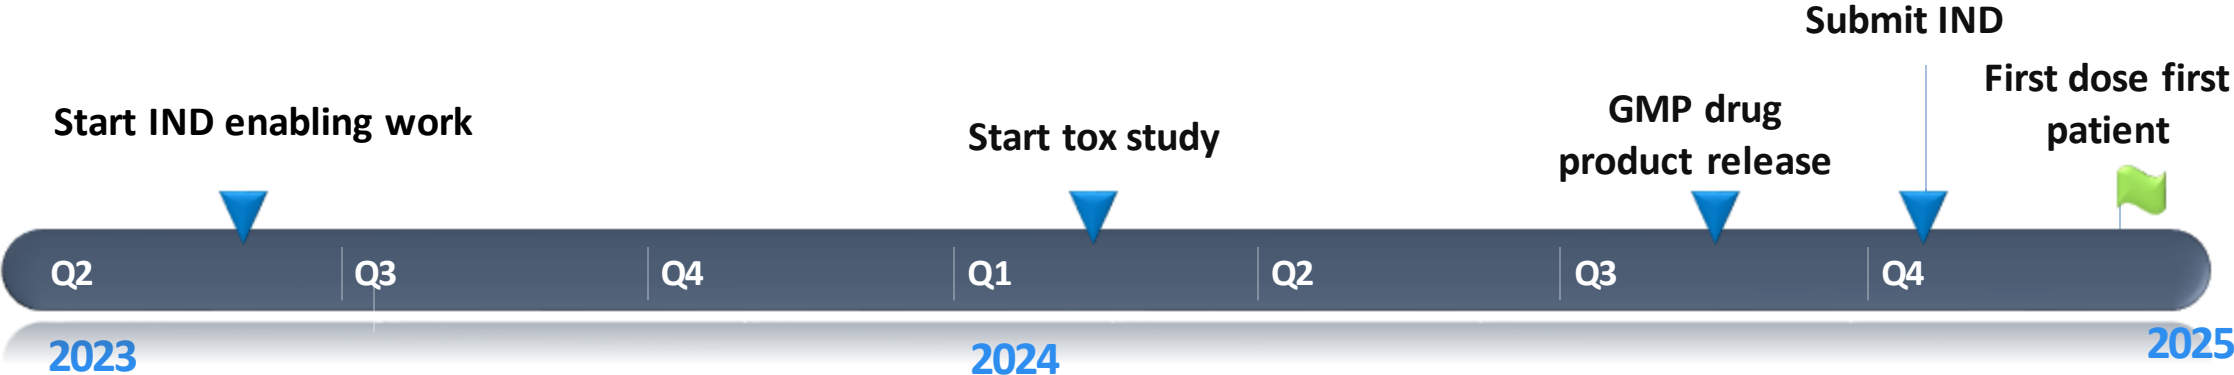 Submit IND
First dose first
patient
Start IND enabling work
GMP drug
product release
Start tox study
Q2
Q3
Q4
Q1
Q2
Q3
Q4
2023
2024
2025